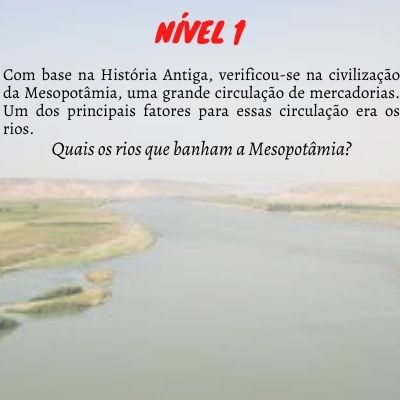 NÍVEL 1
Com base na História Antiga, verificou-se na civilização
da Mesopotâmia, uma grande circulação de mercadorias.
Um dos principais fatores para essas circulação era os
rios.
Quais os rios que banham a Mesopotâmia?